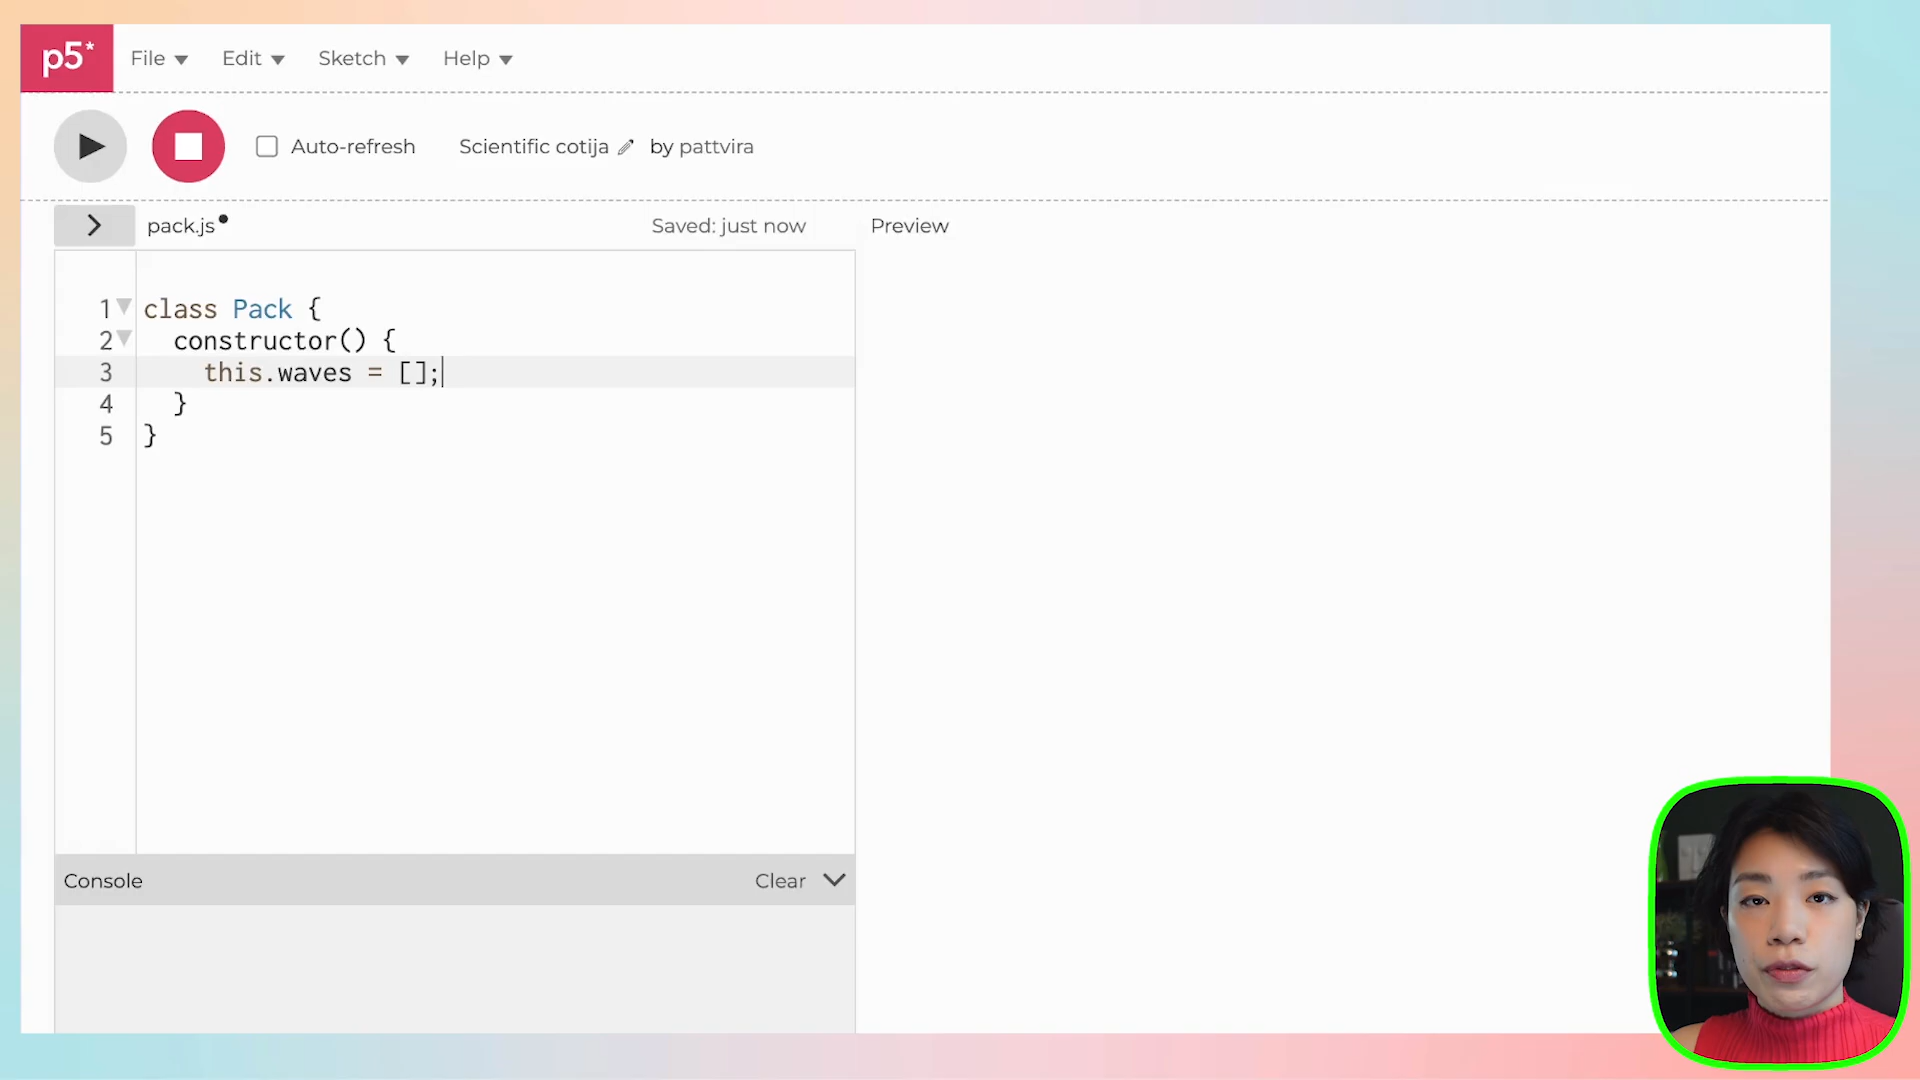 p5* File Edit Sketch Help
Auto-refresh Scientific cotija by pattvira
pack.js Saved: just now Preview
1 class Pack {
2 constructor() {
3 this.waves = [];
4 }
5 }
Console Clear